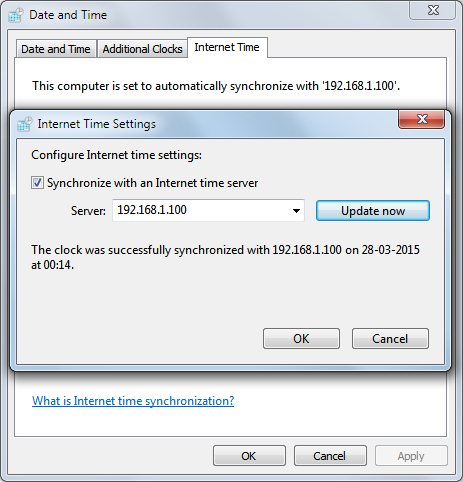 Date and Time
Date and Time
Additional Clocks
Internet Time
This computer is set to automatically synchronize with '192.168.1.100'.
Internet Time Settings
Configure Internet time settings:
Synchronize with an Internet time server
Server:
192.168.1.100
Update now
The clock was successfully synchronized with 192.168.1.100 on 28-03-2015
at 00:14.
OK
Cancel
What is Internet time synchronization?
OK
Cancel
Apply